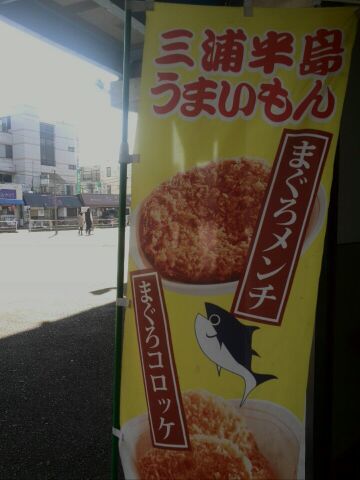 三浦半島
うまいもん
まぐろメンチ
まぐろコロッケ